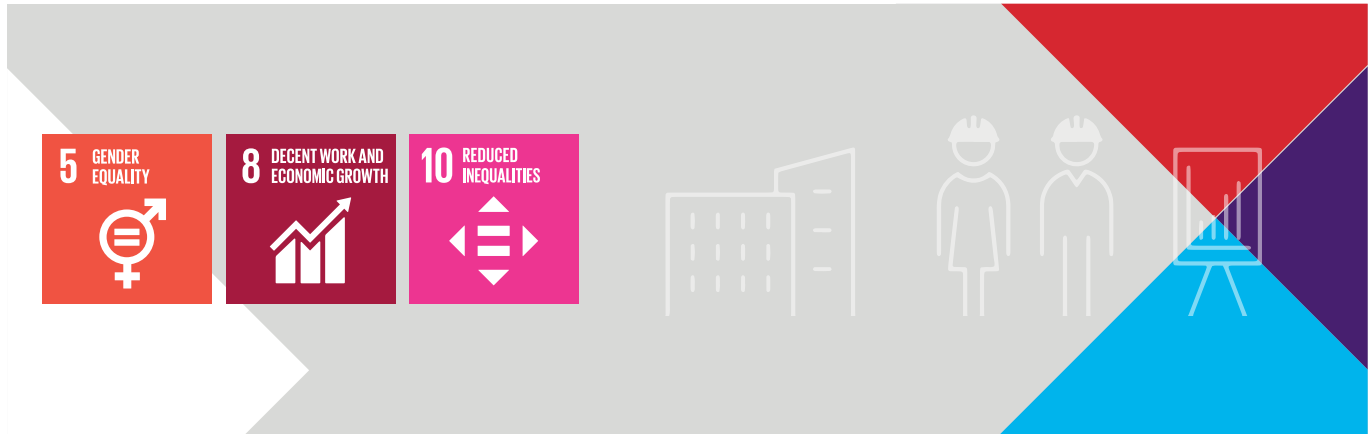 5 GENDER
EQUALITY
8 DECENT WORK AND
ECONOMIC GROWTH
10 REDUCED
INEQUALITIES